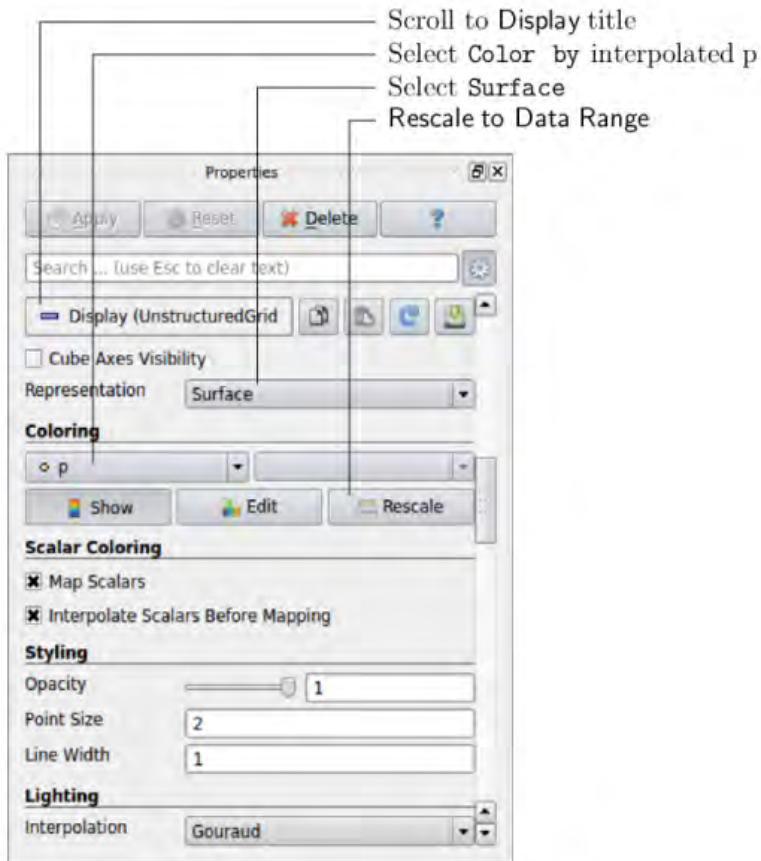 Scroll to Display title
Select Color by interpolated p
Select Surface
Rescale to Data Range
Properties
Apply Reset Delete ?
Search ... (use Esc to clear text)
Display (UnstructuredGrid
Cube Axes Visibility
Representation Surface
Coloring
p
Show Edit Rescale
Scalar Coloring
Map Scalars
Interpolate Scalars Before Mapping
Styling
Opacity 1
Point Size 2
Line Width 1
Lighting
Interpolation Gouraud